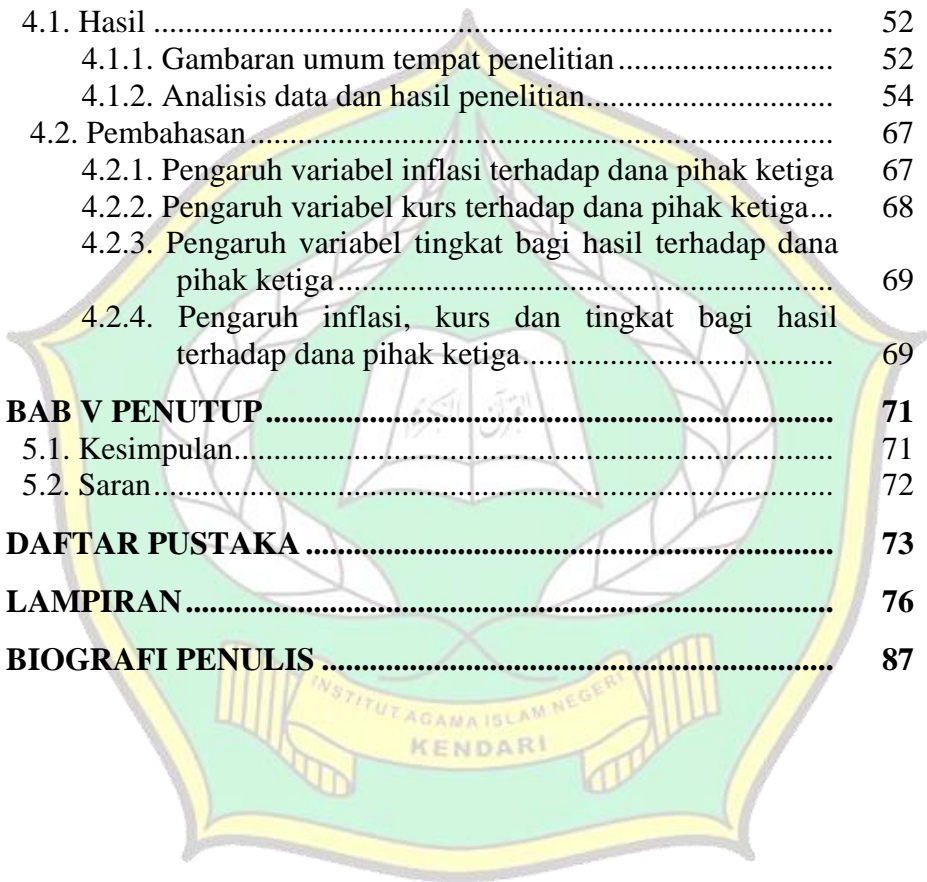 4.1. Hasil ..................................................................................... 52
4.1.1. Gambaran umum tempat penelitian ........................... 52
4.1.2. Analisis data dan hasil penelitian............................... 54
4.2. Pembahasan......................................................................... 67
4.2.1. Pengaruh variabel inflasi terhadap dana pihak ketiga 67
4.2.2. Pengaruh variabel kurs terhadap dana pihak ketiga... 68
4.2.3. Pengaruh variabel tingkat bagi hasil terhadap dana
pihak ketiga.............................................................. 69
4.2.4. Pengaruh inflasi, kurs dan tingkat bagi hasil
terhadap dana pihak ketiga....................................... 69
BAB V PENUTUP....................................................................... 71
5.1. Kesimpulan........................................................................... 71
5.2. Saran..................................................................................... 72
DAFTAR PUSTAKA .................................................................. 73
LAMPIRAN................................................................................. 76
BIOGRAFI PENULIS ................................................................ 87
INSTITUT AGAMA ISLAM NEGERI
KENDARI